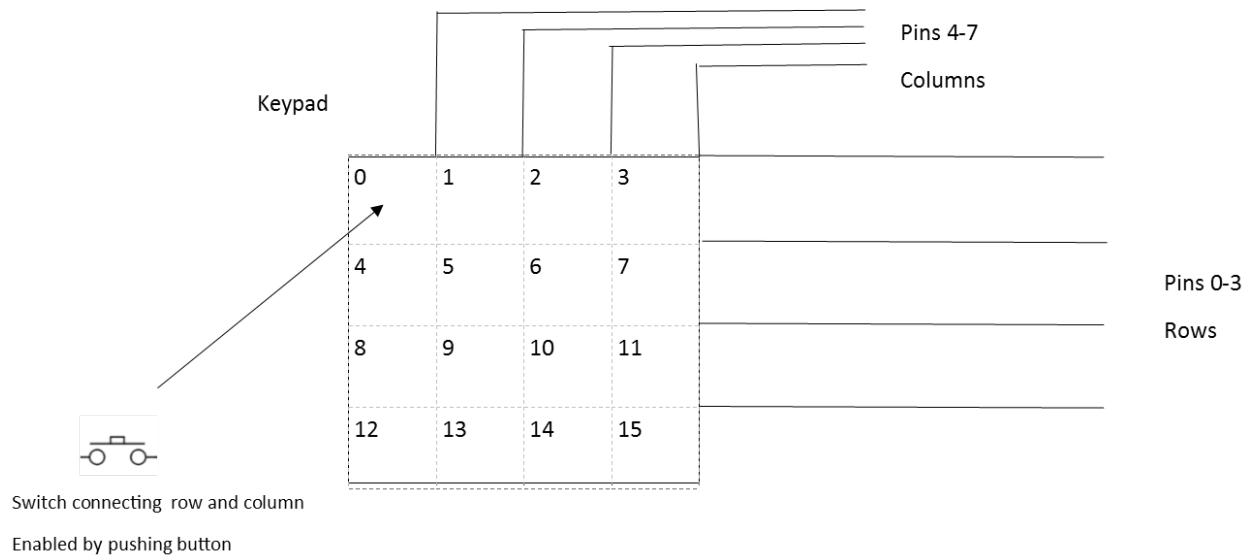 Pins 4-7
Columns
Keypad
0 1 2 3
4 5 6 7
8 9 10 11
12 13 14 15
Pins 0-3
Rows
Switch connecting row and column
Enabled by pushing button